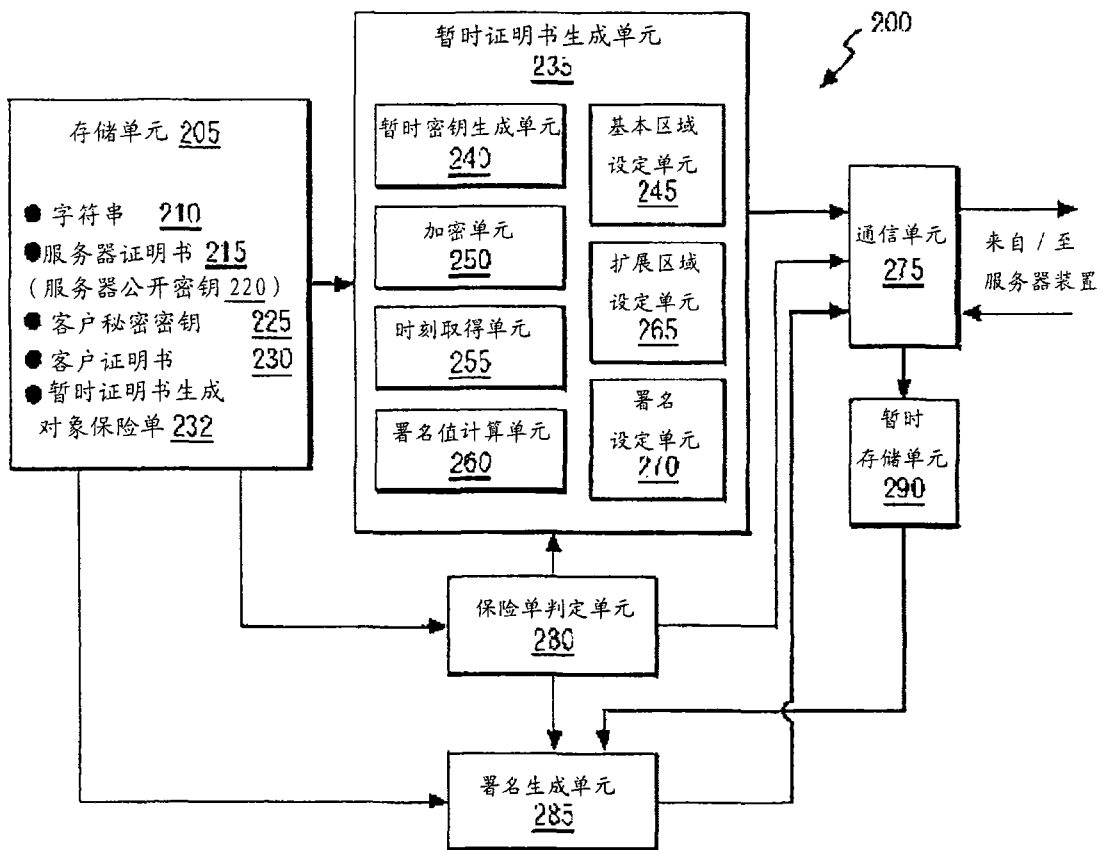 200
存储单元 205
● 字符串 210
● 服务器证明书 215
(服务器公开密钥 220)
● 客户秘密密钥 225
● 客户证明书 230
● 暂时证明书生成
对象保险单 232
暂时证明书生成单元
235
暂时密钥生成单元
240
加密单元
250
时刻取得单元
255
署名值计算单元
260
基本区域
设定单元
245
扩展区域
设定单元
265
署名
设定单元
270
通信单元
275
来自/至
服务器装置
暂时
存储单元
290
保险单判定单元
280
署名生成单元
285